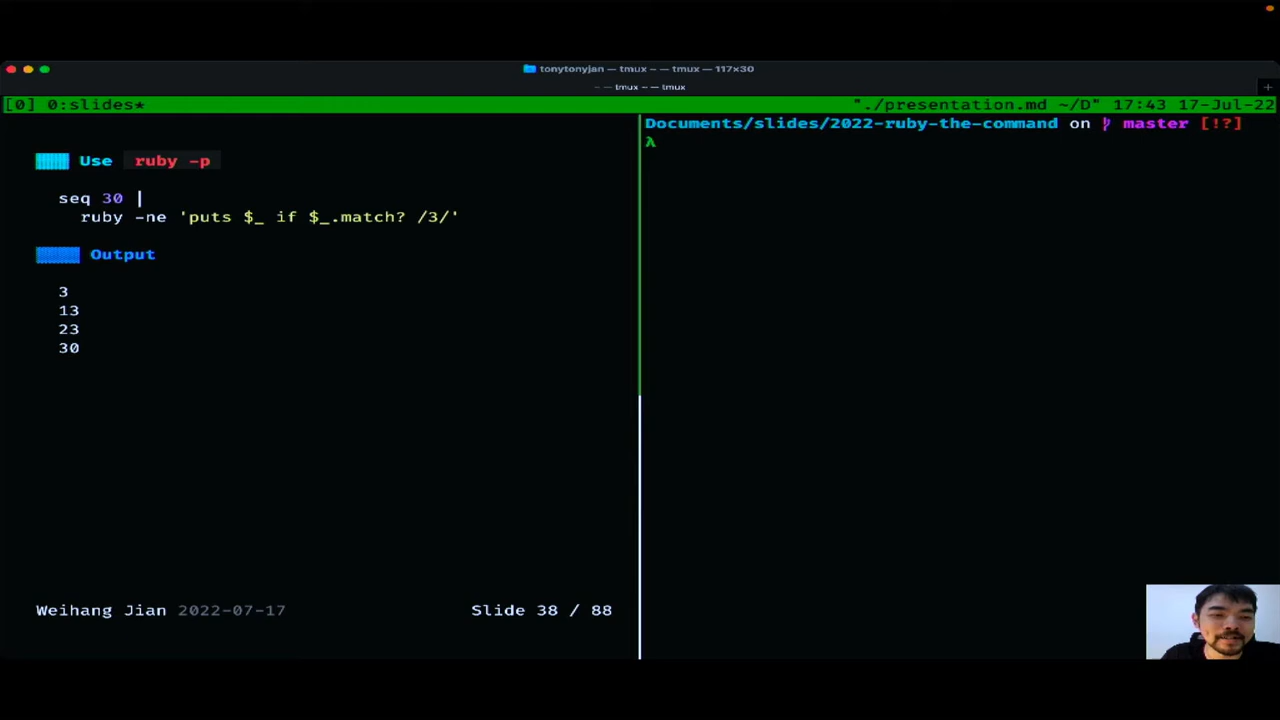 tonytonyjan — tmux - — tmux — 117×30
- — tmux - — tmux
+
[0] 0:slides* "./presentation.md ~/D" 17:43 17-Jul-22
Use ruby -p
seq 30 |
ruby -ne 'puts $_ if $_.match? /3/'
Output
3
13
23
30
Weihang Jian 2022-07-17 Slide 38 / 88
Documents/slides/2022-ruby-the-command on master [!?]
λ